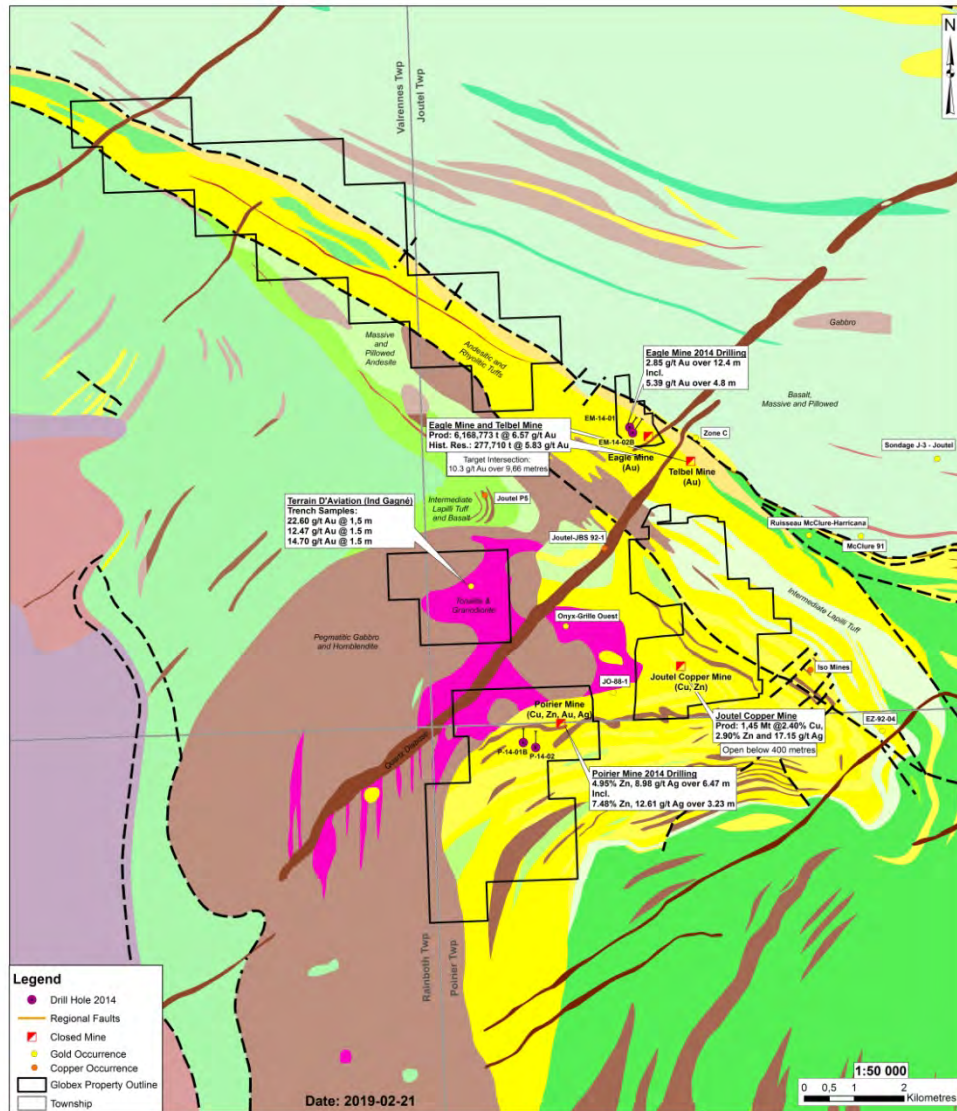 N
Valrennes Twp
Joutel Twp
Gabbro
Massive
and
Pillowed
Andesite
Andesitic and
Rhyolitic Tuffs
Eagle Mine 2014 Drilling
2.85 g/t Au over 12.4 m
Incl.
5.39 g/t Au over 4.8 m
Basalt,
Massive and Pillowed
EM-14-01
EM-14-02B
Zone C
Eagle Mine and Telbel Mine
Prod: 6,168,773 t @ 6.57 g/t Au
Hist. Res.: 277,710 t @ 5.83 g/t Au
Target Intersection:
10.3 g/t Au over 9,66 metres
Eagle Mine
(Au)
Telbel Mine
(Au)
Sondage J-3 - Joutel
Terrain D'Aviation (Ind Gagné)
Trench Samples:
22.60 g/t Au @ 1,5 m
12.47 g/t Au @ 1.5 m
14.70 g/t Au @ 1.5 m
Intermediate
Lapilli Tuff
and Basalt
Joutel P5
Ruisseau McClure-Harricana
McClure 91
Joutel-JBS 92-1
Intermediate Lapilli Tuff
Granodiorite
Onyx-Grille Ouest
Pegmatitic Gabbro
and Hornblendite
Iso Mines
Joutel Copper Mine
(Cu, Zn)
JO-88-1
Poirier Mine
(Cu, Zn, Au, Ag)
Joutel Copper Mine
Prod: 1,45 Mt @2.40% Cu,
2.90% Zn and 17.15 g/t Ag
Open below 400 metres
EZ-92-04
P-14-01B
P-14-02
Quartz Diabase
Poirier Mine 2014 Drilling
4.95% Zn, 8.98 g/t Ag over 6.47 m
Incl.
7.48% Zn, 12.61 g/t Ag over 3.23 m
Rainboth Twp
Poirier Twp
Legend
Drill Hole 2014
Regional Faults
Closed Mine
Gold Occurrence
Copper Occurrence
Globex Property Outline
Township
Date: 2019-02-21
1:50 000
0 0,5 1 2
Kilometres